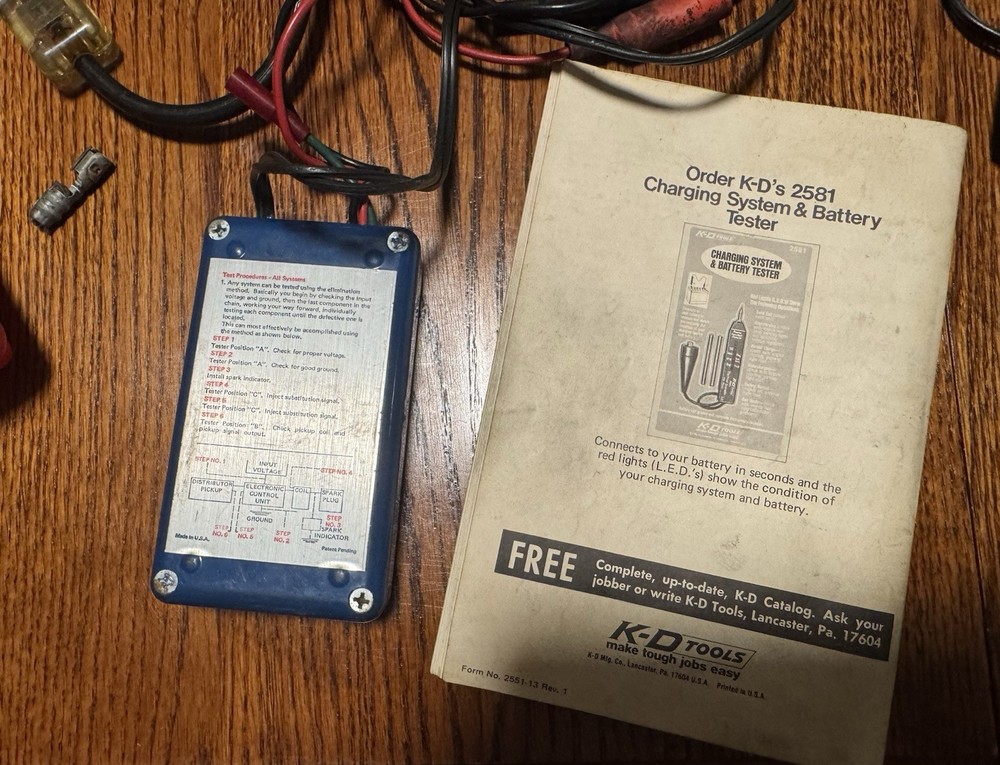 Test Procedures - All Systems
1. Any system can be tested using the elimination
method. Basically you begin by checking the input
voltage and ground, then the last component in the
chain, working your way forward, individually
testing each component until the defective one is
located.
This can most effectively be accomplished using
the method as shown below.
STEP 1
Tester Position "A". Check for proper voltage.
STEP 2
Tester Position "A". Check for good ground.
STEP 3
Install spark indicator.
STEP 4
Tester Position "C". Inject substitution signal.
STEP 5
Tester Position "C". Inject substitution signal.
STEP 6
Tester Position "B". Check pickup coil and
pickup signal output.
STEP NO. 1
INPUT
VOLTAGE
STEP NO. 4
DISTRIBUTOR
PICKUP
ELECTRONIC
CONTROL
UNIT
COIL
SPARK
PLUG
GROUND
STEP
NO. 3
STEP
NO. 6
STEP
NO. 5
STEP
NO. 2
SPARK
INDICATOR
Made in U.S.A.
Patents Pending
Order K-D's 2581
Charging System & Battery
Tester
K-D TOOLS
2581
CHARGING SYSTEM
& BATTERY TESTER
K-D TOOLS
Connects to your battery in seconds and the
red lights (L.E.D.'s) show the condition of
your charging system and battery.
FREE
Complete, up-to-date, K-D Catalog. Ask your
jobber or write K-D Tools, Lancaster, Pa. 17604
K-D TOOLS
make tough jobs easy
K-D Mfg. Co., Lancaster, Pa. 17604 U.S.A. Printed in U.S.A.
Form No. 2551-13 Rev. 1